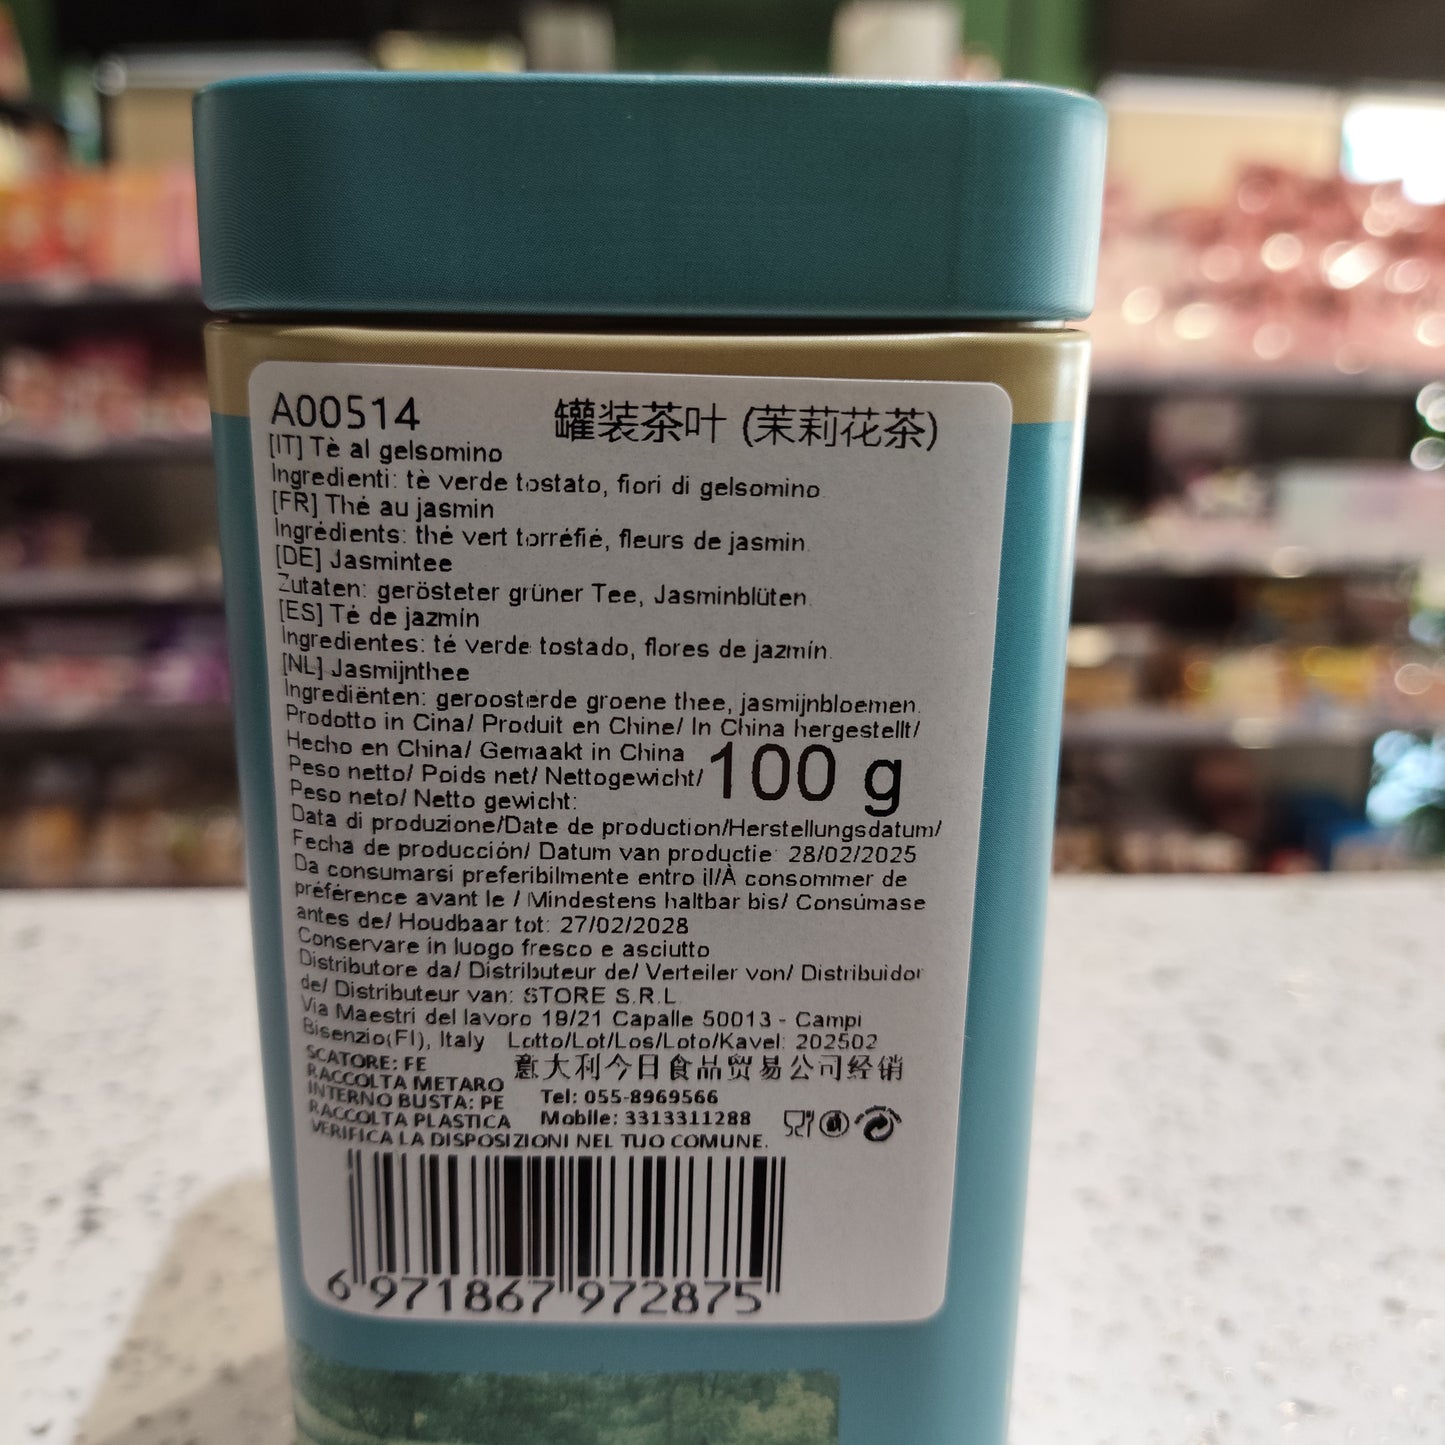 A00514 罐装茶叶 (茉莉花茶)
[IT] Tè al gelsomino
Ingredienti: tè verde tostato, fiori di gelsomino.
[FR] Thé au jasmin
Ingrédients: thé vert torréfié, fleurs de jasmin.
[DE] Jasmintee
Zutaten: gerösteter grüner Tee, Jasminblüten.
[ES] Té de jazmín
Ingredientes: té verde tostado, flores de jazmín.
[NL] Jasmijnthee
Ingrediënten: geroosterde groene thee, jasmijnbloemen.
Prodotto in Cina/ Produit en Chine/ In China hergestellt/
Hecho en China/ Gemaakt in China
Peso netto/ Poids net/ Nettogewicht/ 100 g
Peso neto/ Netto gewicht:
Data di produzione/Date de production/Herstellungsdatum/
Fecha de producción/ Datum van productie: 28/02/2025
Da consumarsi preferibilmente entro il/À consommer de
préférence avant le / Mindestens haltbar bis/ Consúmase
antes de/ Houdbaar tot: 27/02/2028
Conservare in luogo fresco e asciutto
Distributore da/ Distributeur de/ Verteiler von/ Distribuidor
de/ Distributeur van: STORE S.R.L.
Via Maestri del lavoro 19/21 Capalle 50013 - Campi
Bisenzio(FI), Italy Lotto/Lot/Los/Loto/Kavel: 202502
SCATORE: FE 意大利今日食品贸易公司经销
RACCOLTA METARO
INTERNO BUSTA: PE Tel: 055-8969566
RACCOLTA PLASTICA Mobile: 3313311288
VERIFICA LA DISPOSIZIONI NEL TUO COMUNE.
6 971867 972875